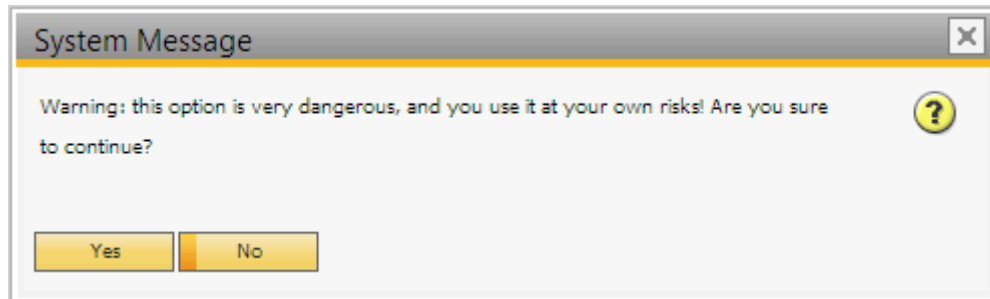 System Message
Warning: this option is very dangerous, and you use it at your own risks! Are you sure
to continue?
Yes No